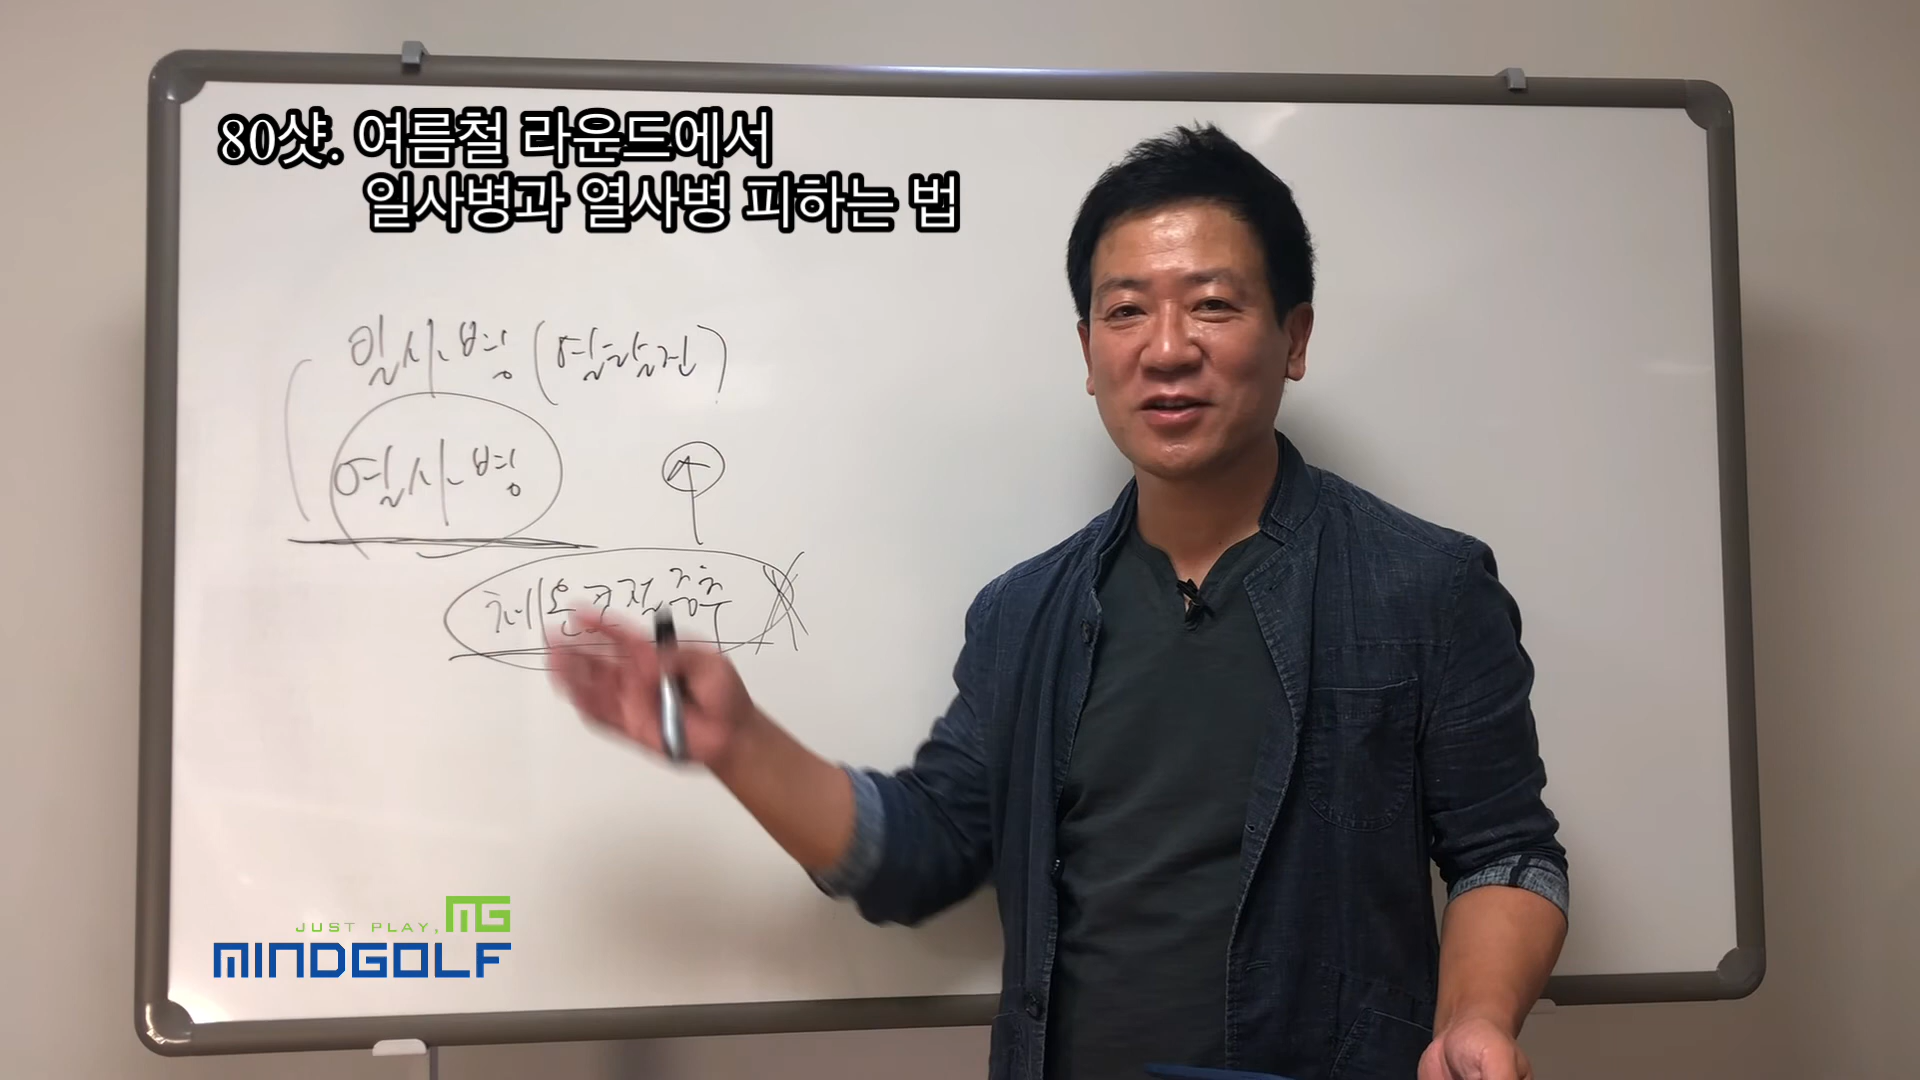 80샷. 여름철 라운드에서
일사병과 열사병 피하는 법
일사병 (열탈진)
열사병
체온조절중추
JUST PLAY, MG
MINDGOLF